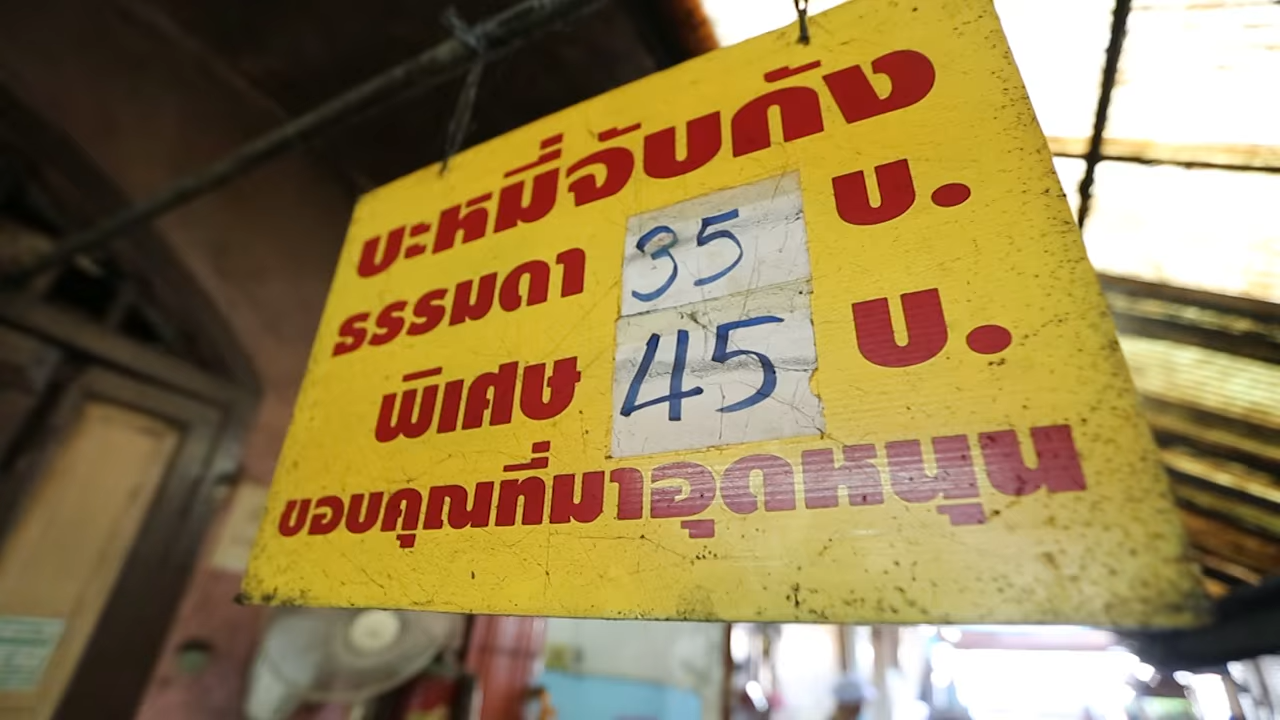 บะหมี่จับกัง
ธรรมดา 35 บ.
พิเศษ 45 บ.
ขอบคุณที่มาอุดหนุน